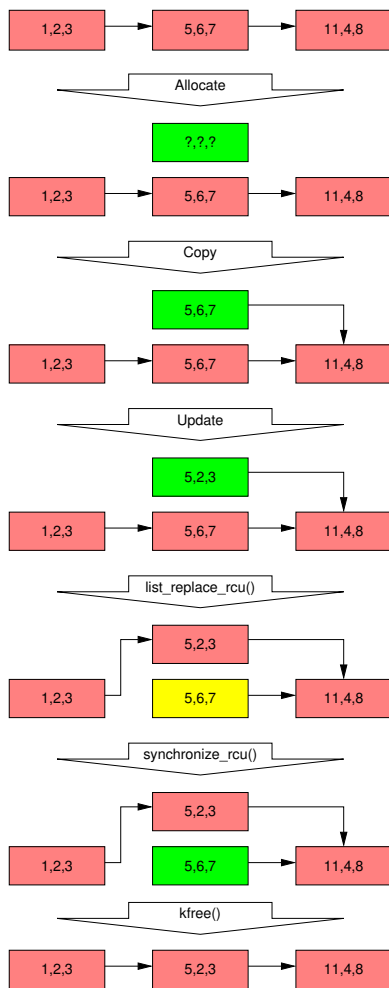 1,2,3 5,6,7 11,4,8
Allocate
?,?,?
1,2,3 5,6,7 11,4,8
Copy
5,6,7
1,2,3 5,6,7 11,4,8
Update
5,2,3
1,2,3 5,6,7 11,4,8
list_replace_rcu()
5,2,3
1,2,3 5,6,7 11,4,8
synchronize_rcu()
5,2,3
1,2,3 5,6,7 11,4,8
kfree()
1,2,3 5,2,3 11,4,8